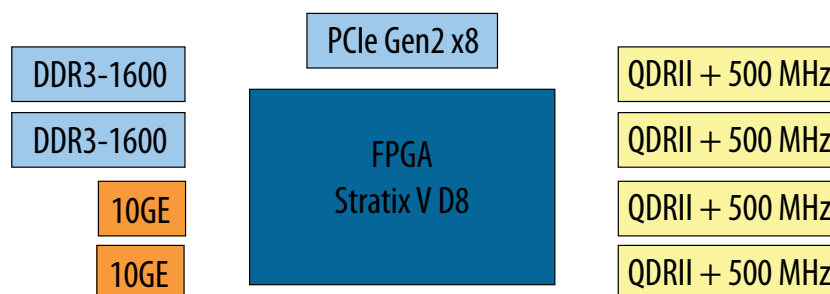 PCIe Gen2 x8
DDR3-1600
DDR3-1600
10GE
10GE
FPGA
Stratix V D8
QDRII + 500 MHz
QDRII + 500 MHz
QDRII + 500 MHz
QDRII + 500 MHz